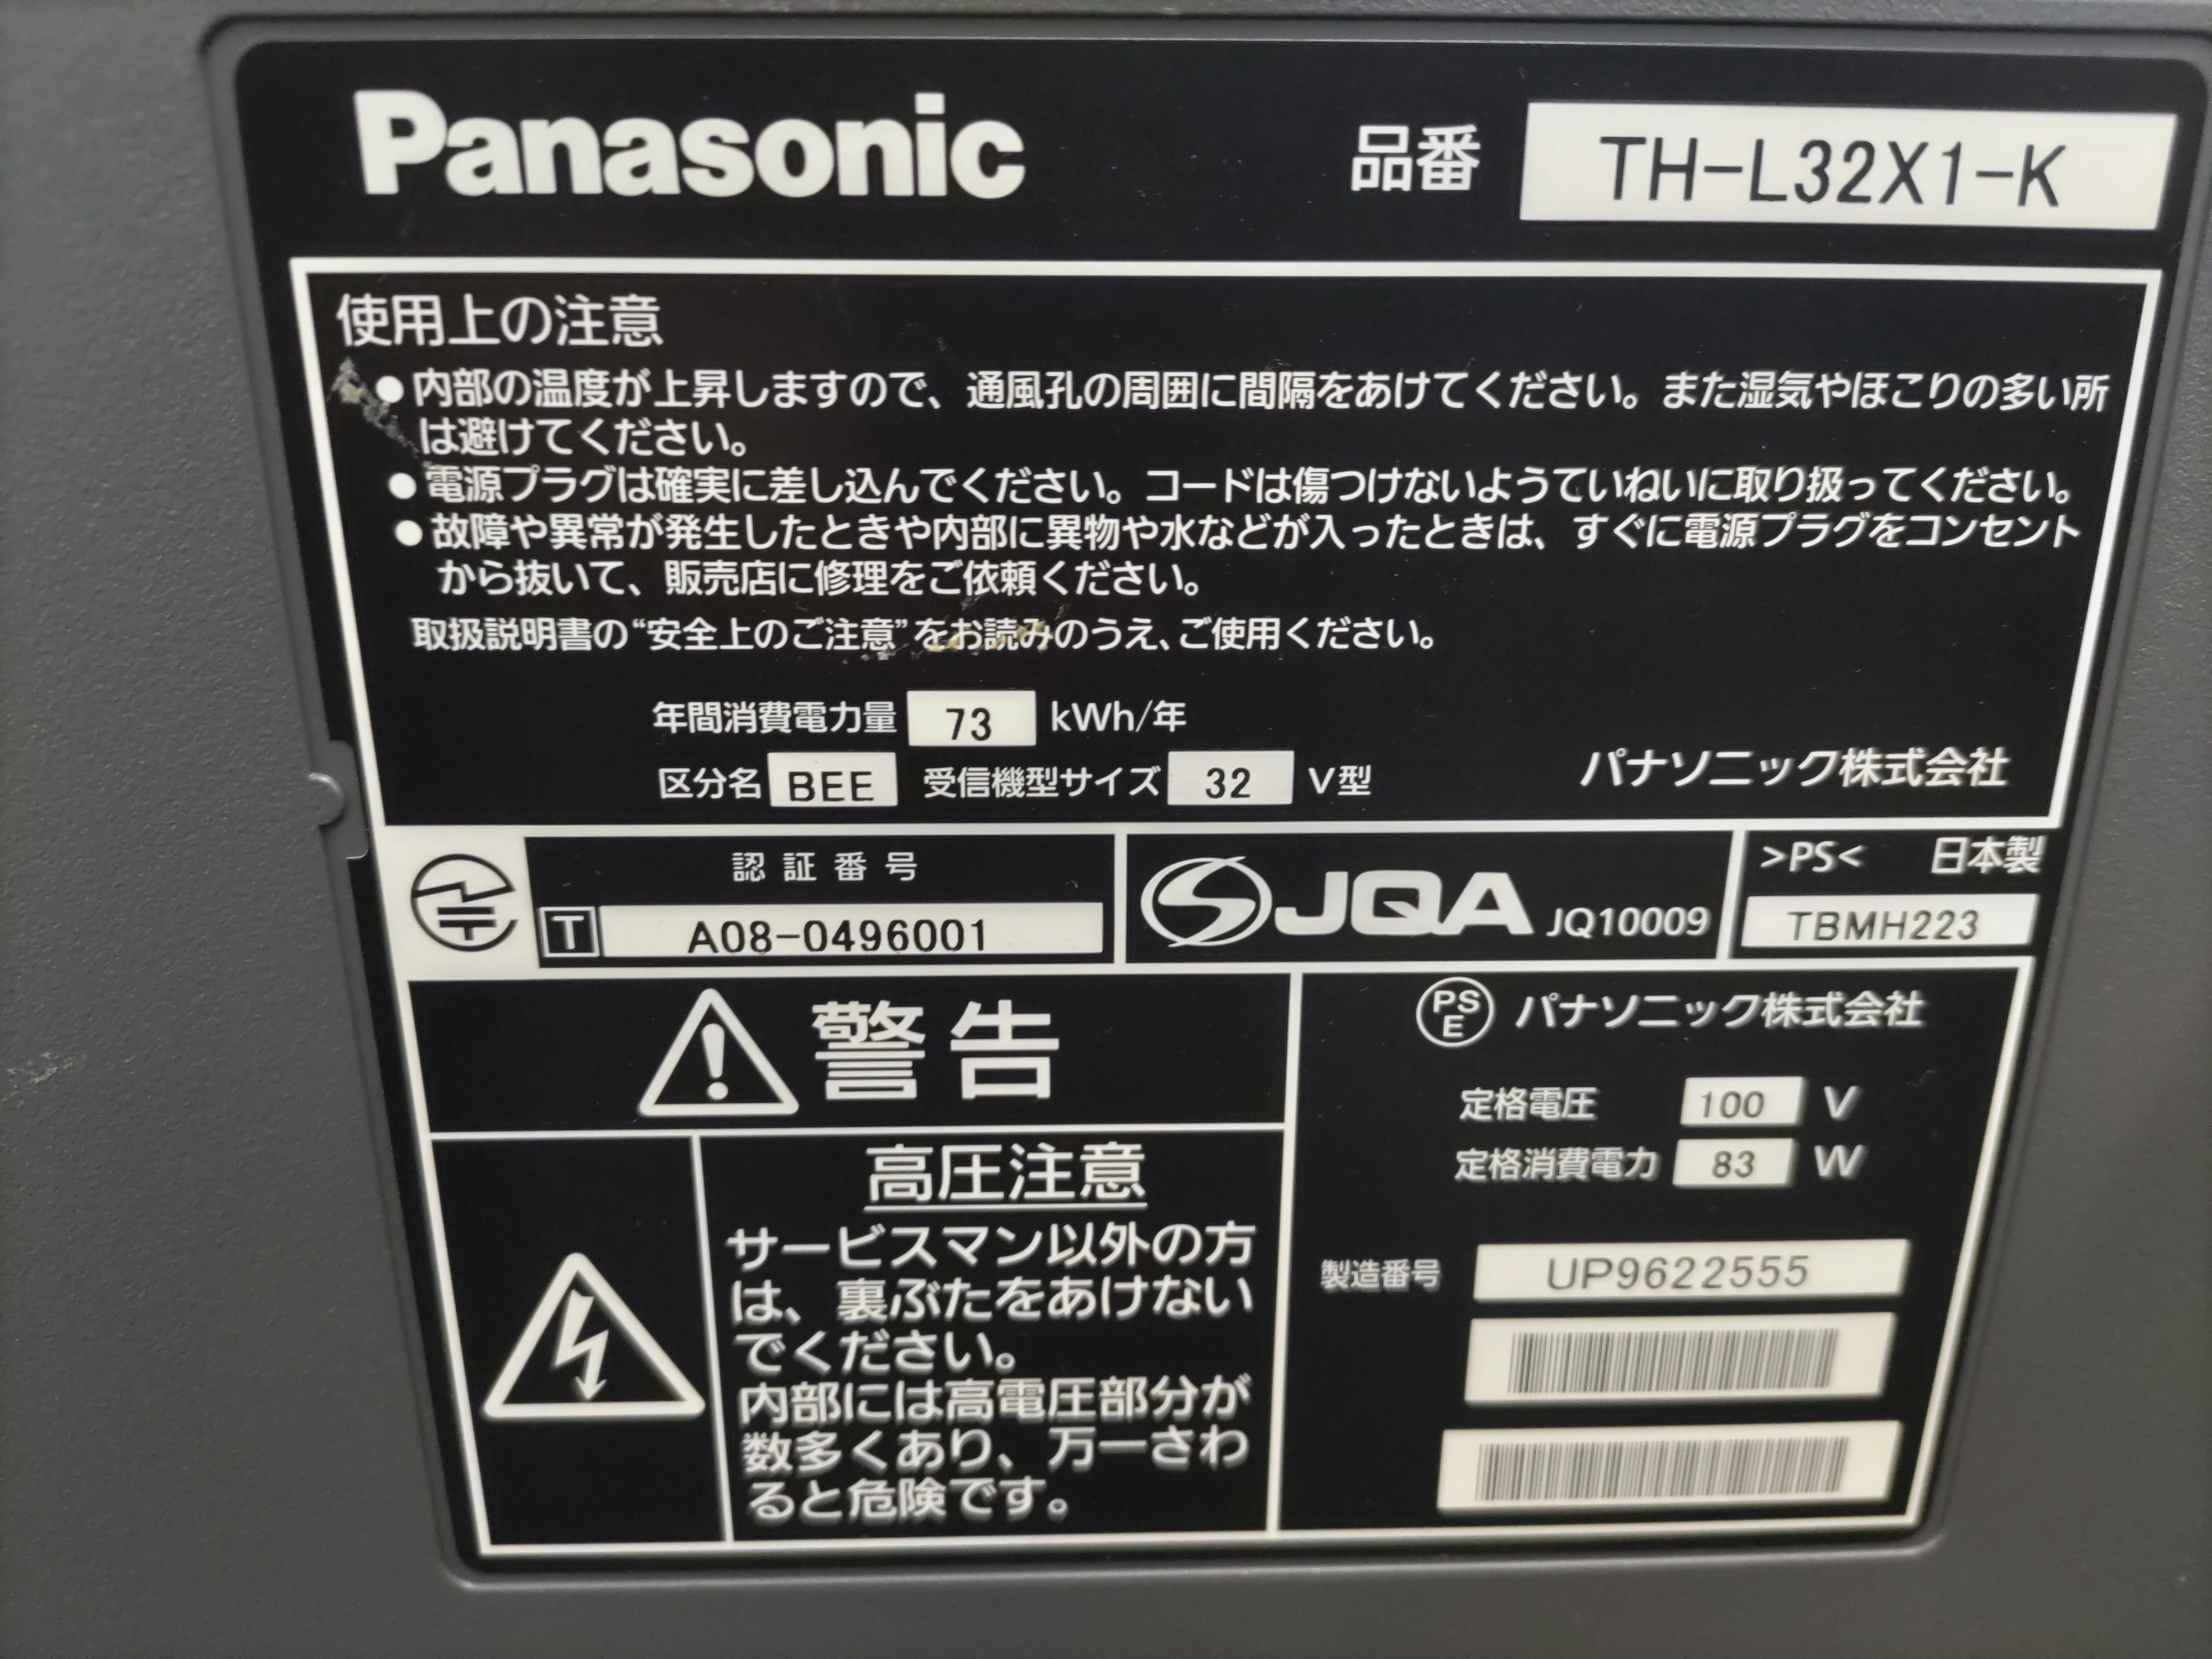 Panasonic
品番 TH-L32X1-K
使用上の注意
●内部の温度が上昇しますので、通風孔の周囲に間隔をあけてください。また湿気やほこりの多い所
は避けてください。
●電源プラグは確実に差し込んでください。コードは傷つけないようていねいに取り扱ってください。
●故障や異常が発生したときや内部に異物や水などが入ったときは、すぐに電源プラグをコンセント
から抜いて、販売店に修理をご依頼ください。
取扱説明書の“安全上のご注意”をお読みのうえ、ご使用ください。
年間消費電力量 73 kWh/年
区分名 BEE 受信機型サイズ 32 V型
パナソニック株式会社
認証番号
T A08-0496001
JQA JQ10009
>PS< 日本製
TBMH223
警告
高圧注意
サービスマン以外の方
は、裏ぶたをあけない
でください。
内部には高電圧部分が
数多くあり、万一さわ
ると危険です。
PSE パナソニック株式会社
定格電圧 100 V
定格消費電力 83 W
製造番号 UP9622555